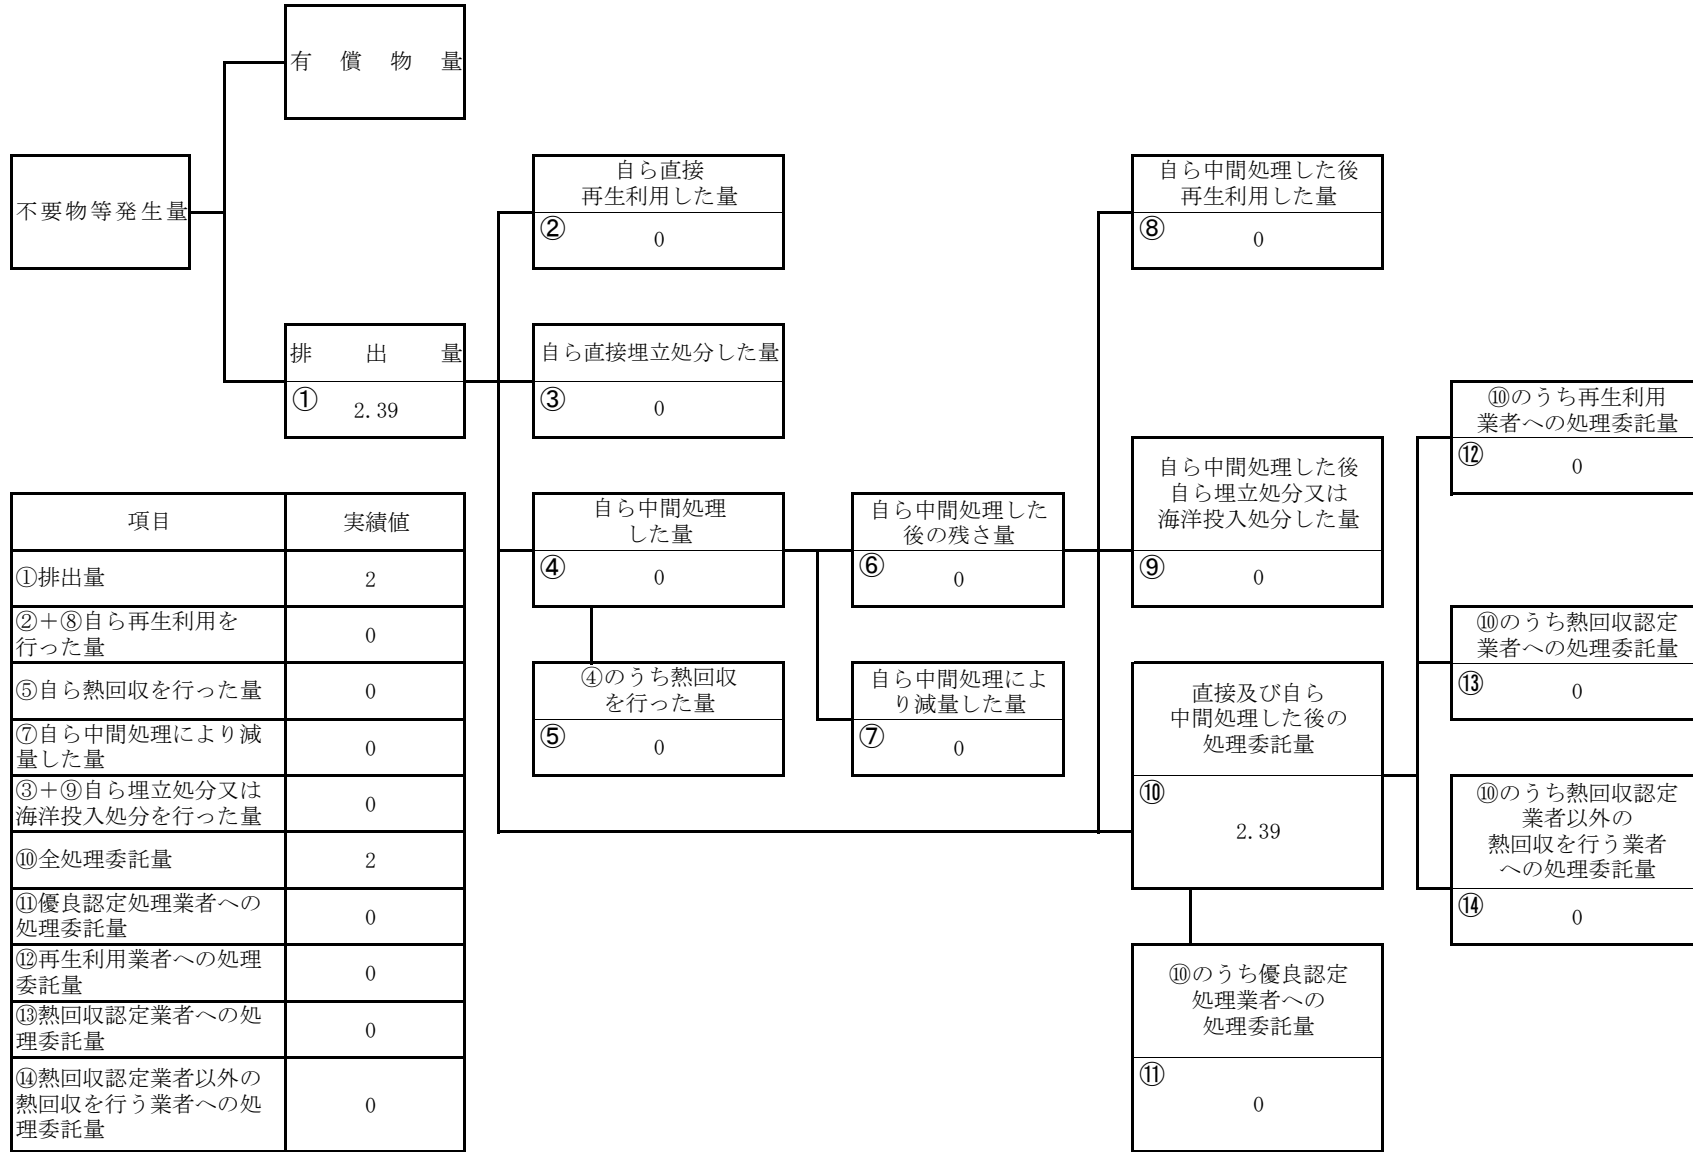 有償物量
不要物等発生量
排出量
① 2.39
自ら直接
再生利用した量
② 0
自ら直接埋立処分した量
③ 0
自ら中間処理
した量
④ 0
④のうち熱回収
を行った量
⑤ 0
自ら中間処理した
後の残さ量
⑥ 0
自ら中間処理によ
り減量した量
⑦ 0
自ら中間処理した後
再生利用した量
⑧ 0
自ら中間処理した後
自ら埋立処分又は
海洋投入処分した量
⑨ 0
直接及び自ら
中間処理した後の
処理委託量
⑩
2.39
⑩のうち優良認定
処理業者への
処理委託量
⑪
0
⑩のうち再生利用
業者への処理委託量
⑫ 0
⑩のうち熱回収認定
業者への処理委託量
⑬ 0
⑩のうち熱回収認定
業者以外の
熱回収を行う業者
への処理委託量
⑭ 0
項目 実績値
①排出量 2
②＋⑧自ら再生利用を
行った量 0
⑤自ら熱回収を行った量 0
⑦自ら中間処理により減
量した量 0
③＋⑨自ら埋立処分又は
海洋投入処分を行った量 0
⑩全処理委託量 2
⑪優良認定処理業者への
処理委託量 0
⑫再生利用業者への処理
委託量 0
⑬熱回収認定業者への処
理委託量 0
⑭熱回収認定業者以外の
熱回収を行う業者への処
理委託量 0